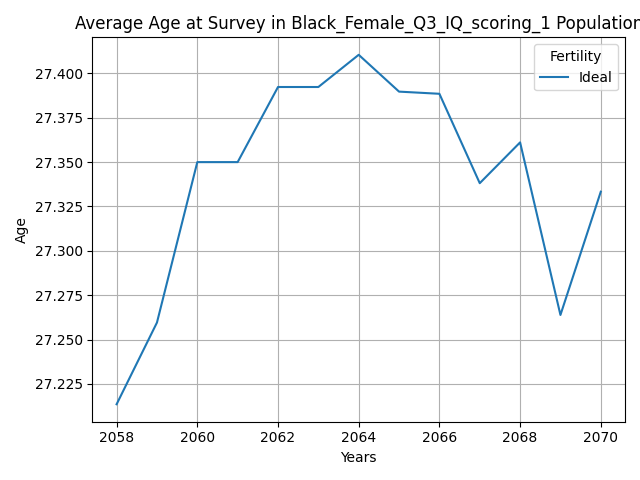 Average Age at Survey in Black_Female_Q3_IQ_scoring_1 Population
Fertility
Ideal
27.400
27.375
27.350
27.325
27.300
27.275
27.250
27.225
Age
2058 2060 2062 2064 2066 2068 2070
Years